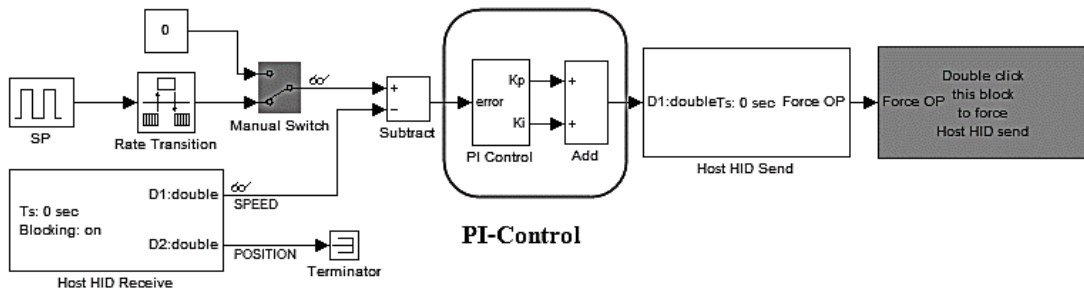 0
SP
Rate Transition
Manual Switch
+
−
Subtract
error
Kp
Ki
PI Control
+
+
Add
D1:double
Ts: 0 sec
Force OP
Host HID Send
Force OP
Double click
this block
to force
Host HID send
Ts: 0 sec
Blocking: on
D1:double
D2:double
Host HID Receive
SPEED
POSITION
Terminator
PI-Control